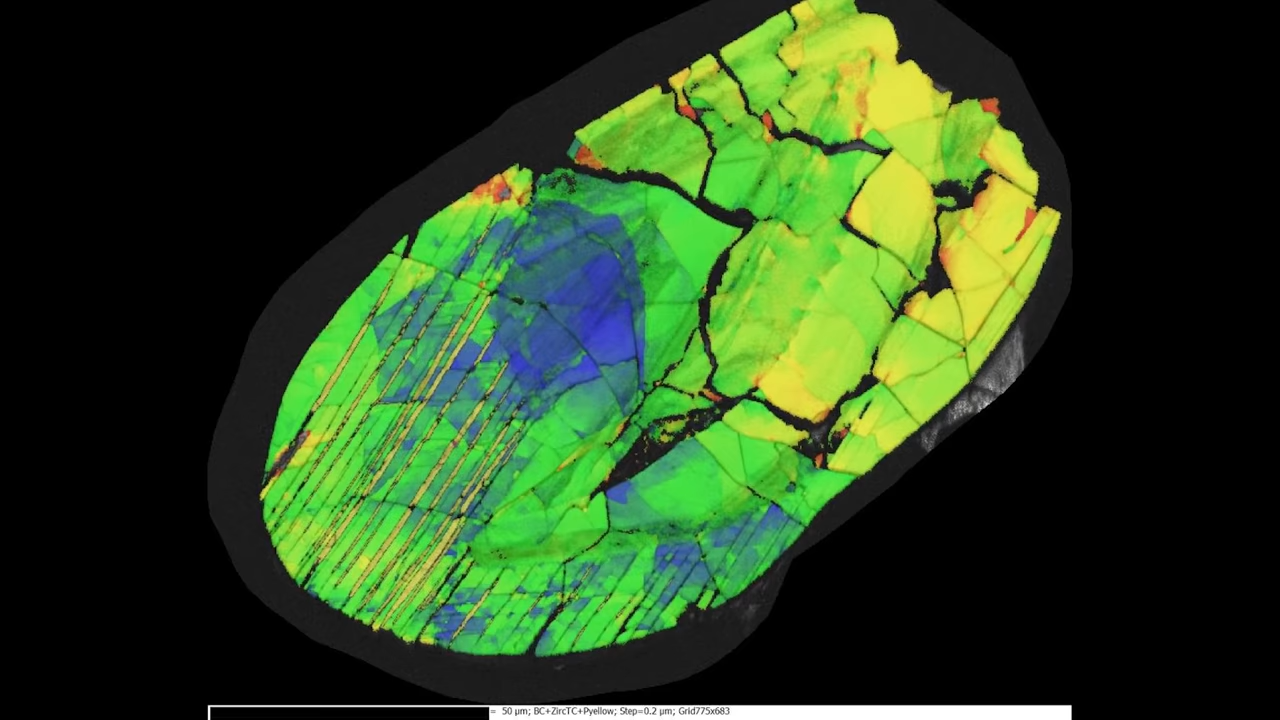 = 50 µm; BC+ZircTC+Pyellow; Step=0.2 µm; Grid775x683